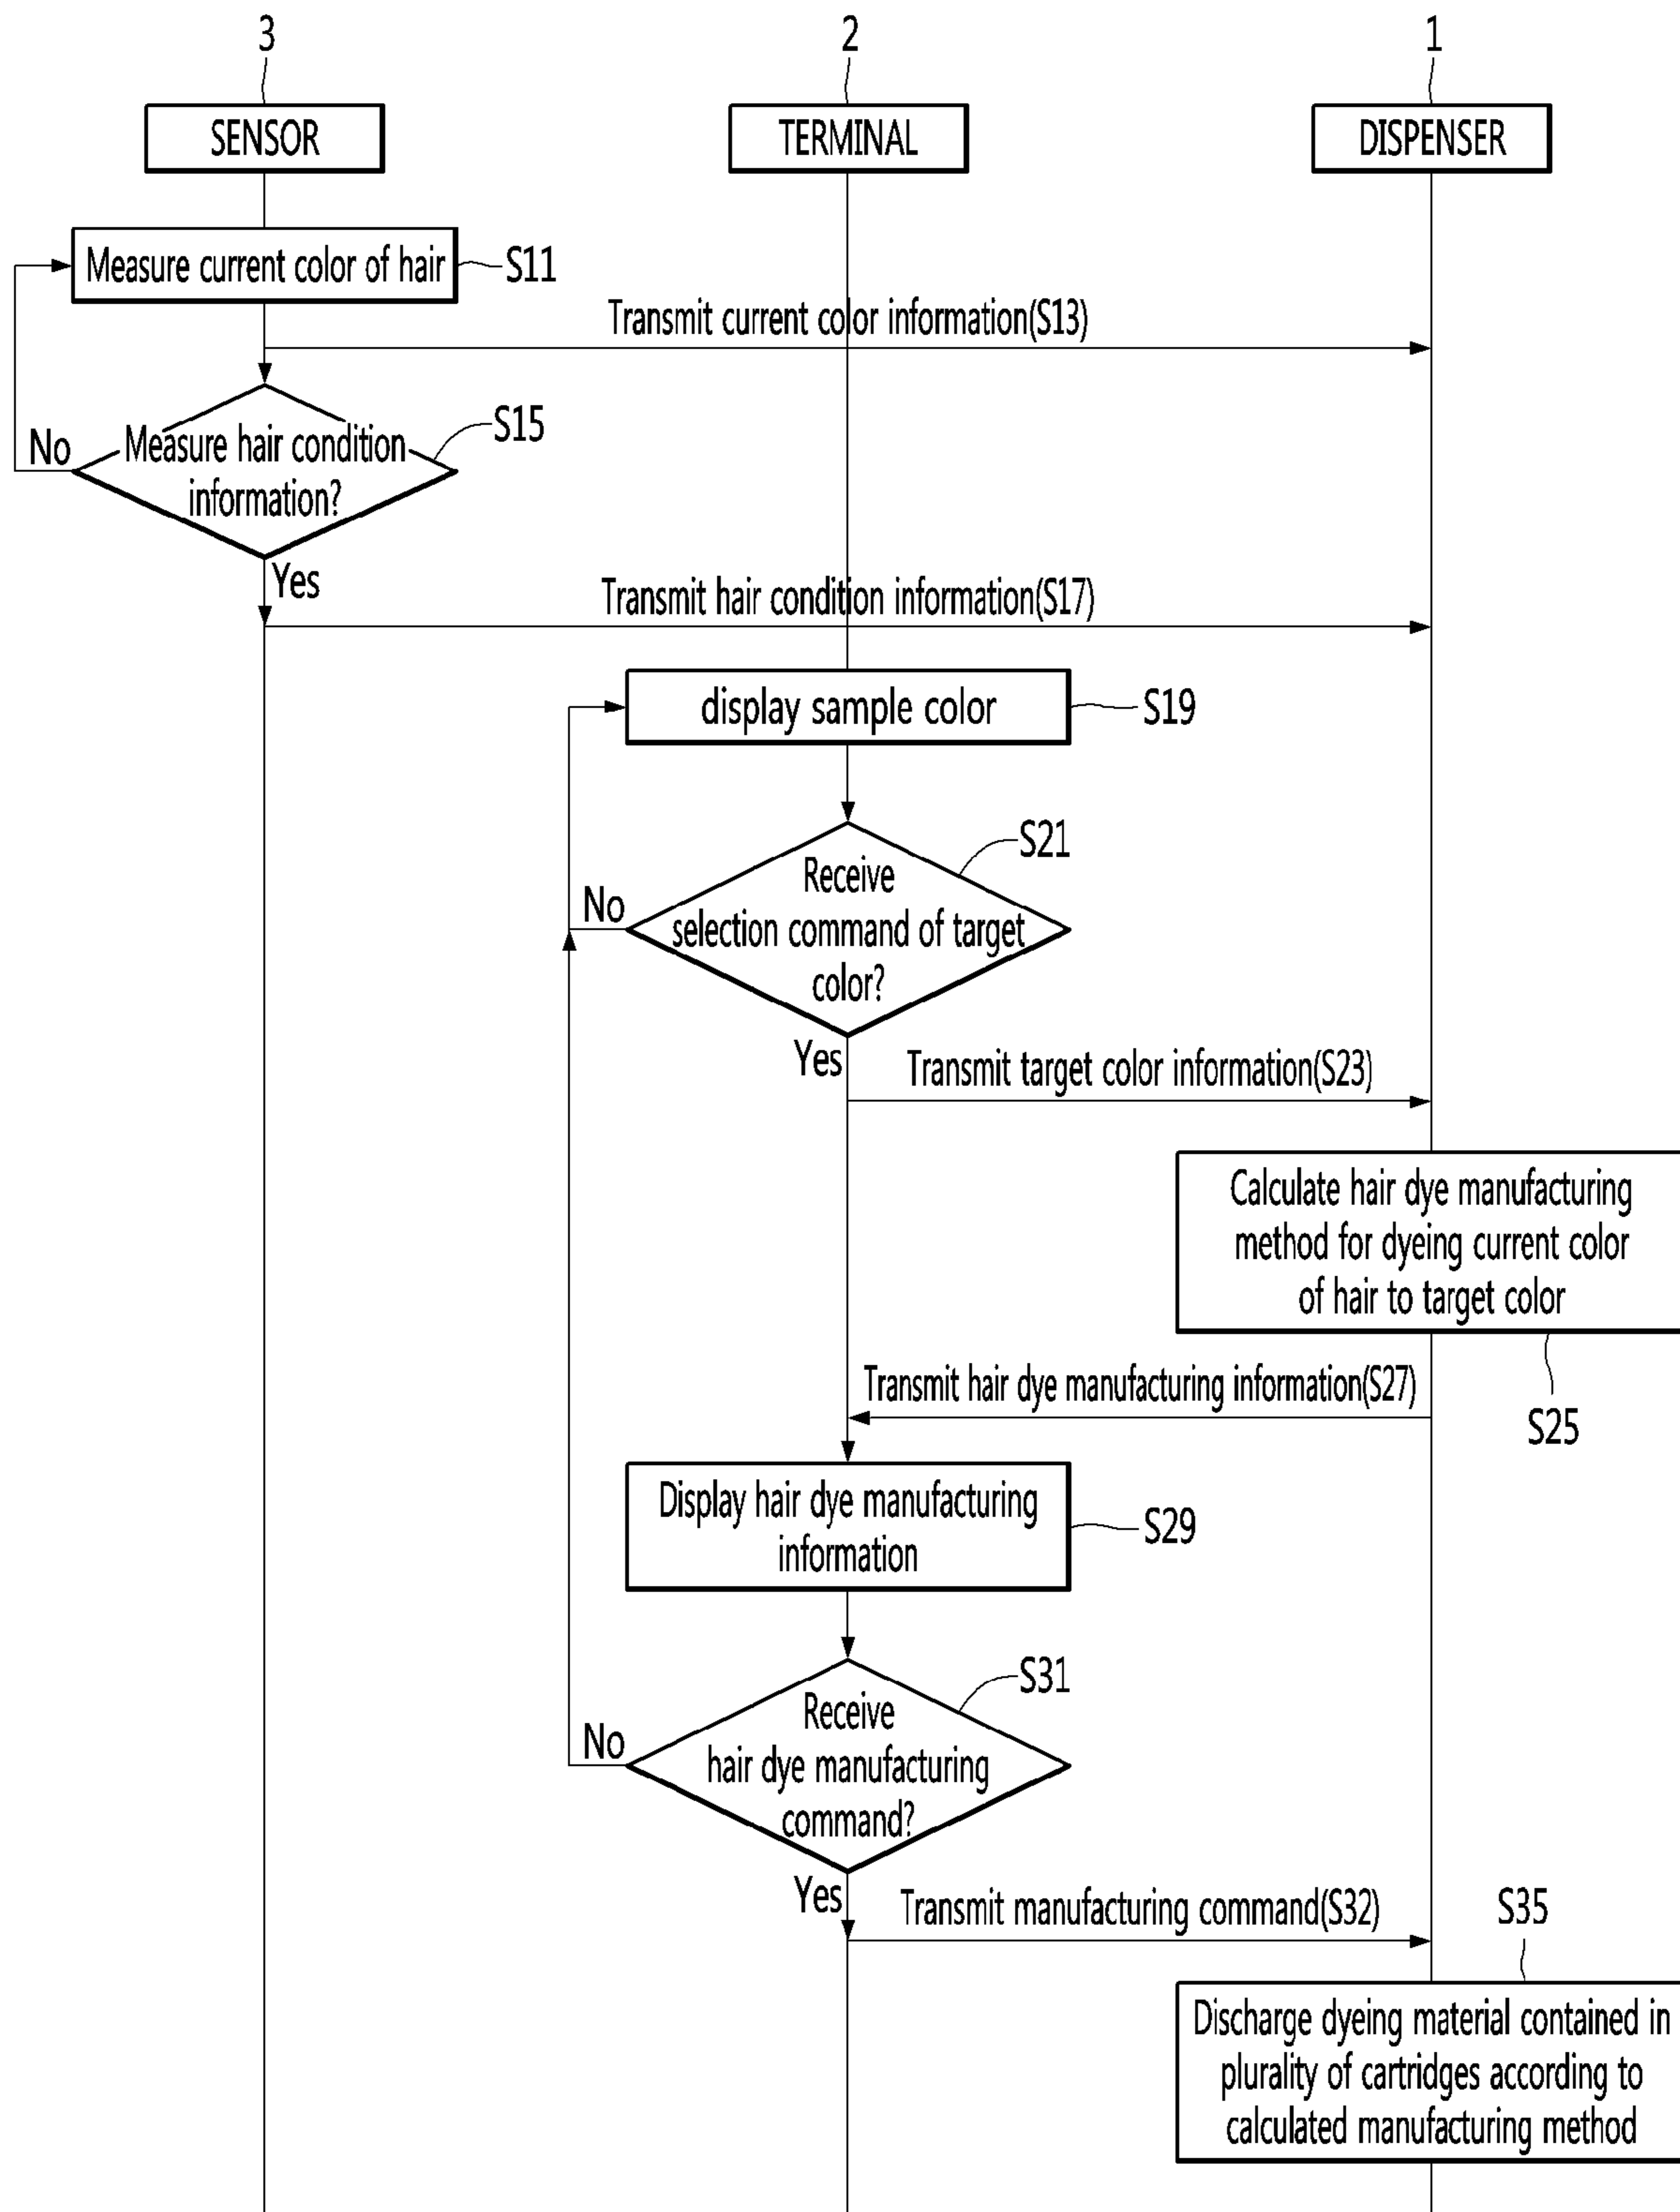 3
2
1
SENSOR
TERMINAL
DISPENSER
Measure current color of hair
S11
Transmit current color information(S13)
Measure hair condition
information?
S15
No
Yes
Transmit hair condition information(S17)
display sample color
S19
Receive
selection command of target
color?
S21
No
Yes
Transmit target color information(S23)
Calculate hair dye manufacturing
method for dyeing current color
of hair to target color
S25
Transmit hair dye manufacturing information(S27)
Display hair dye manufacturing
information
S29
Receive
hair dye manufacturing
command?
S31
No
Yes
Transmit manufacturing command(S32)
S35
Discharge dyeing material contained in
plurality of cartridges according to
calculated manufacturing method